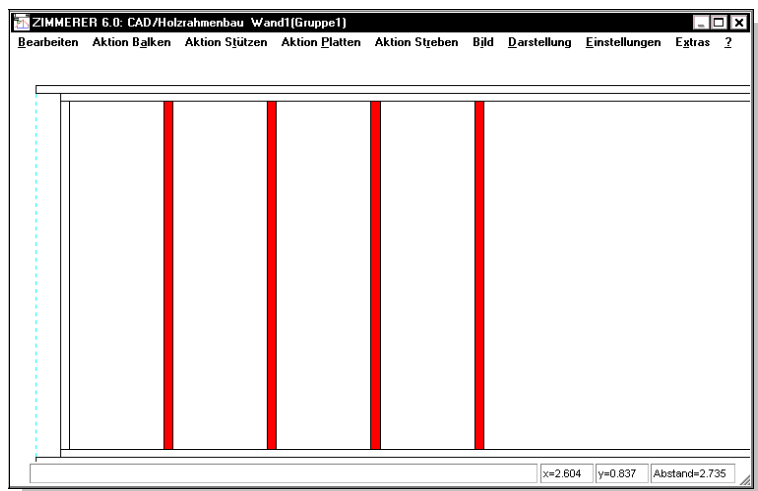 ZIMMERER 6.0: CAD/Holzrahmenbau Wand1(Gruppe1)
Bearbeiten Aktion Balken Aktion Stützen Aktion Platten Aktion Streben Bild Darstellung Einstellungen Extras ?
x=2.604 y=0.837 Abstand=2.735